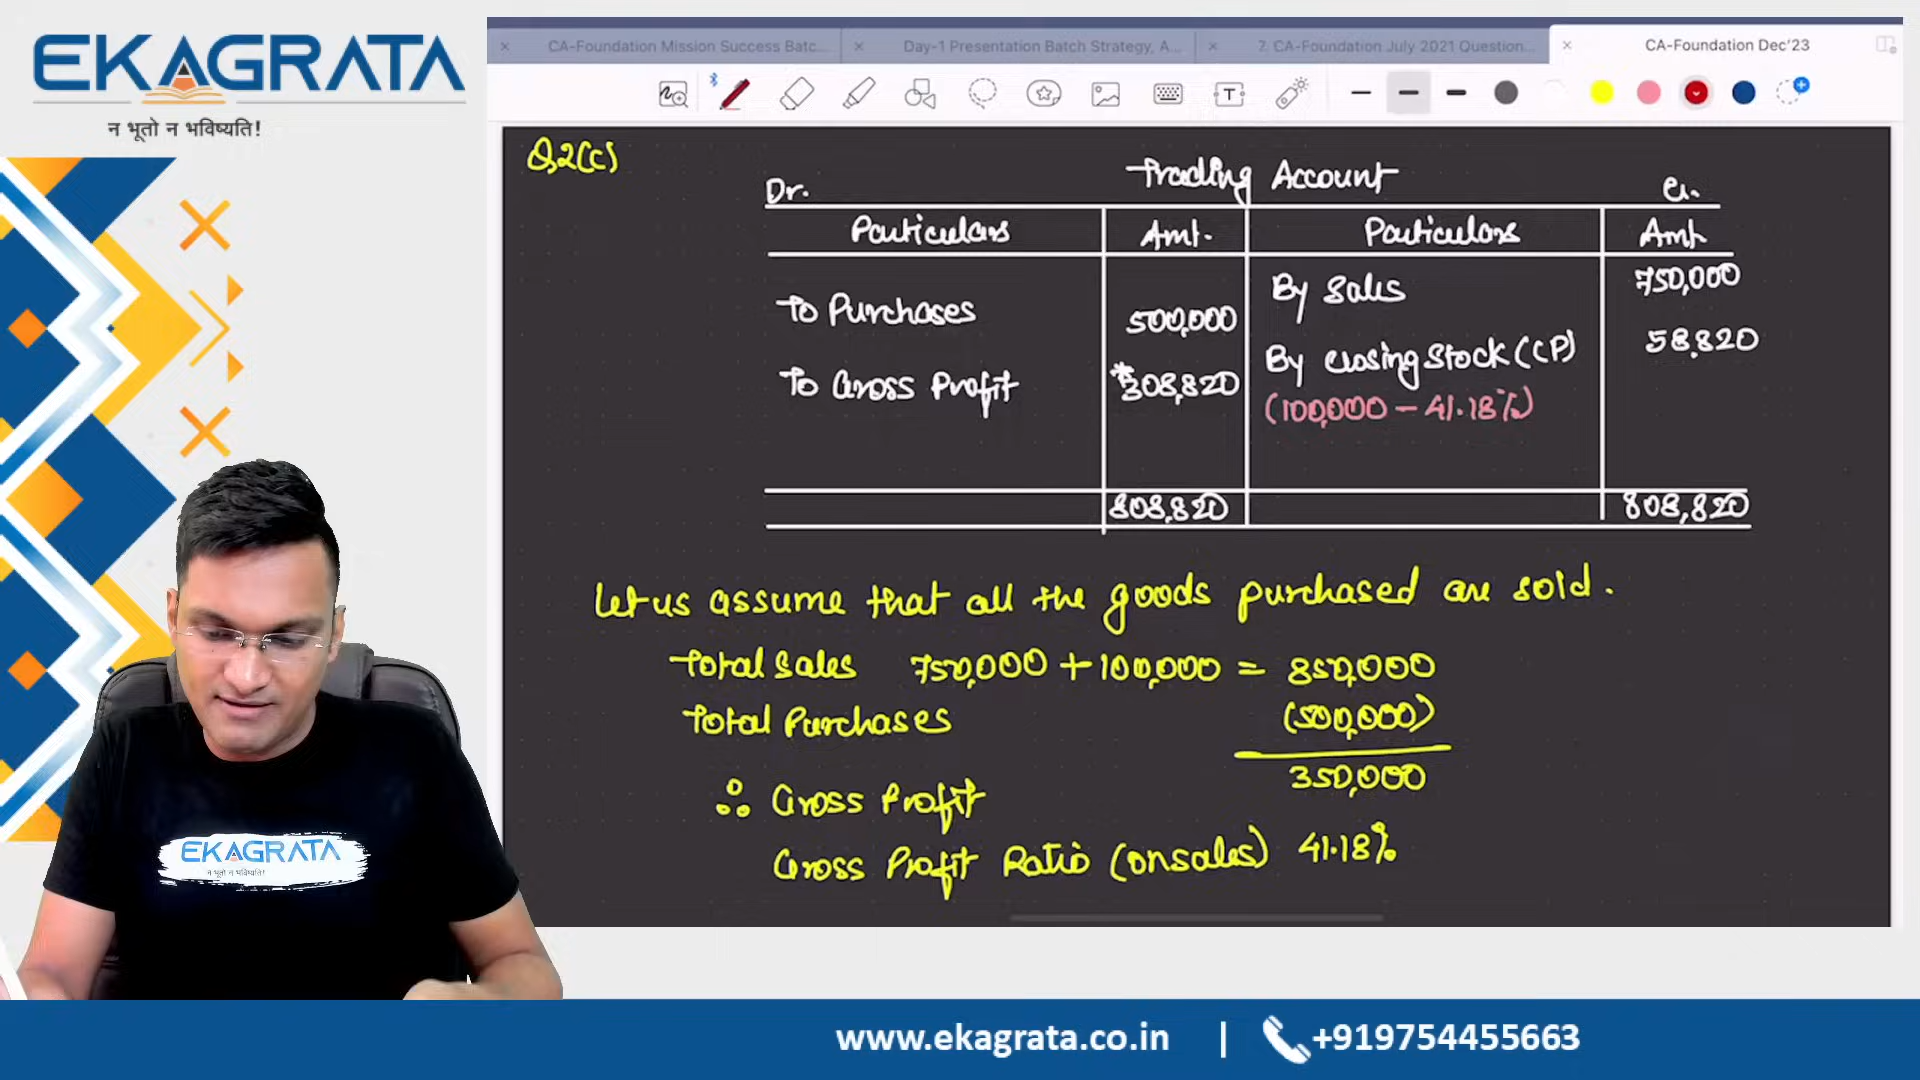 EKAGRATA
न भूतो न भविष्यति!
CA-Foundation Mission Success Batc...
Day-1 Presentation Batch Strategy, A...
7. CA-Foundation July 2021 Question...
CA-Foundation Dec'23
Q.2(C)
Trading Account
Dr. Cr.
Particulars Amt. Particulars Amt
To Purchases 500,000 By Sales 750,000
To Gross Profit *308,820 By Closing Stock (CP) 58,820
(100,000 - 41.18%)
808,820 808,820
Let us assume that all the goods purchased are sold.
Total Sales 750,000 + 100,000 = 850,000
Total Purchases (500,000)
∴ Gross Profit 350,000
Gross Profit Ratio (on sales) 41.18%
EKAGRATA
न भूतो न भविष्यति!
www.ekagrata.co.in | +919754455663